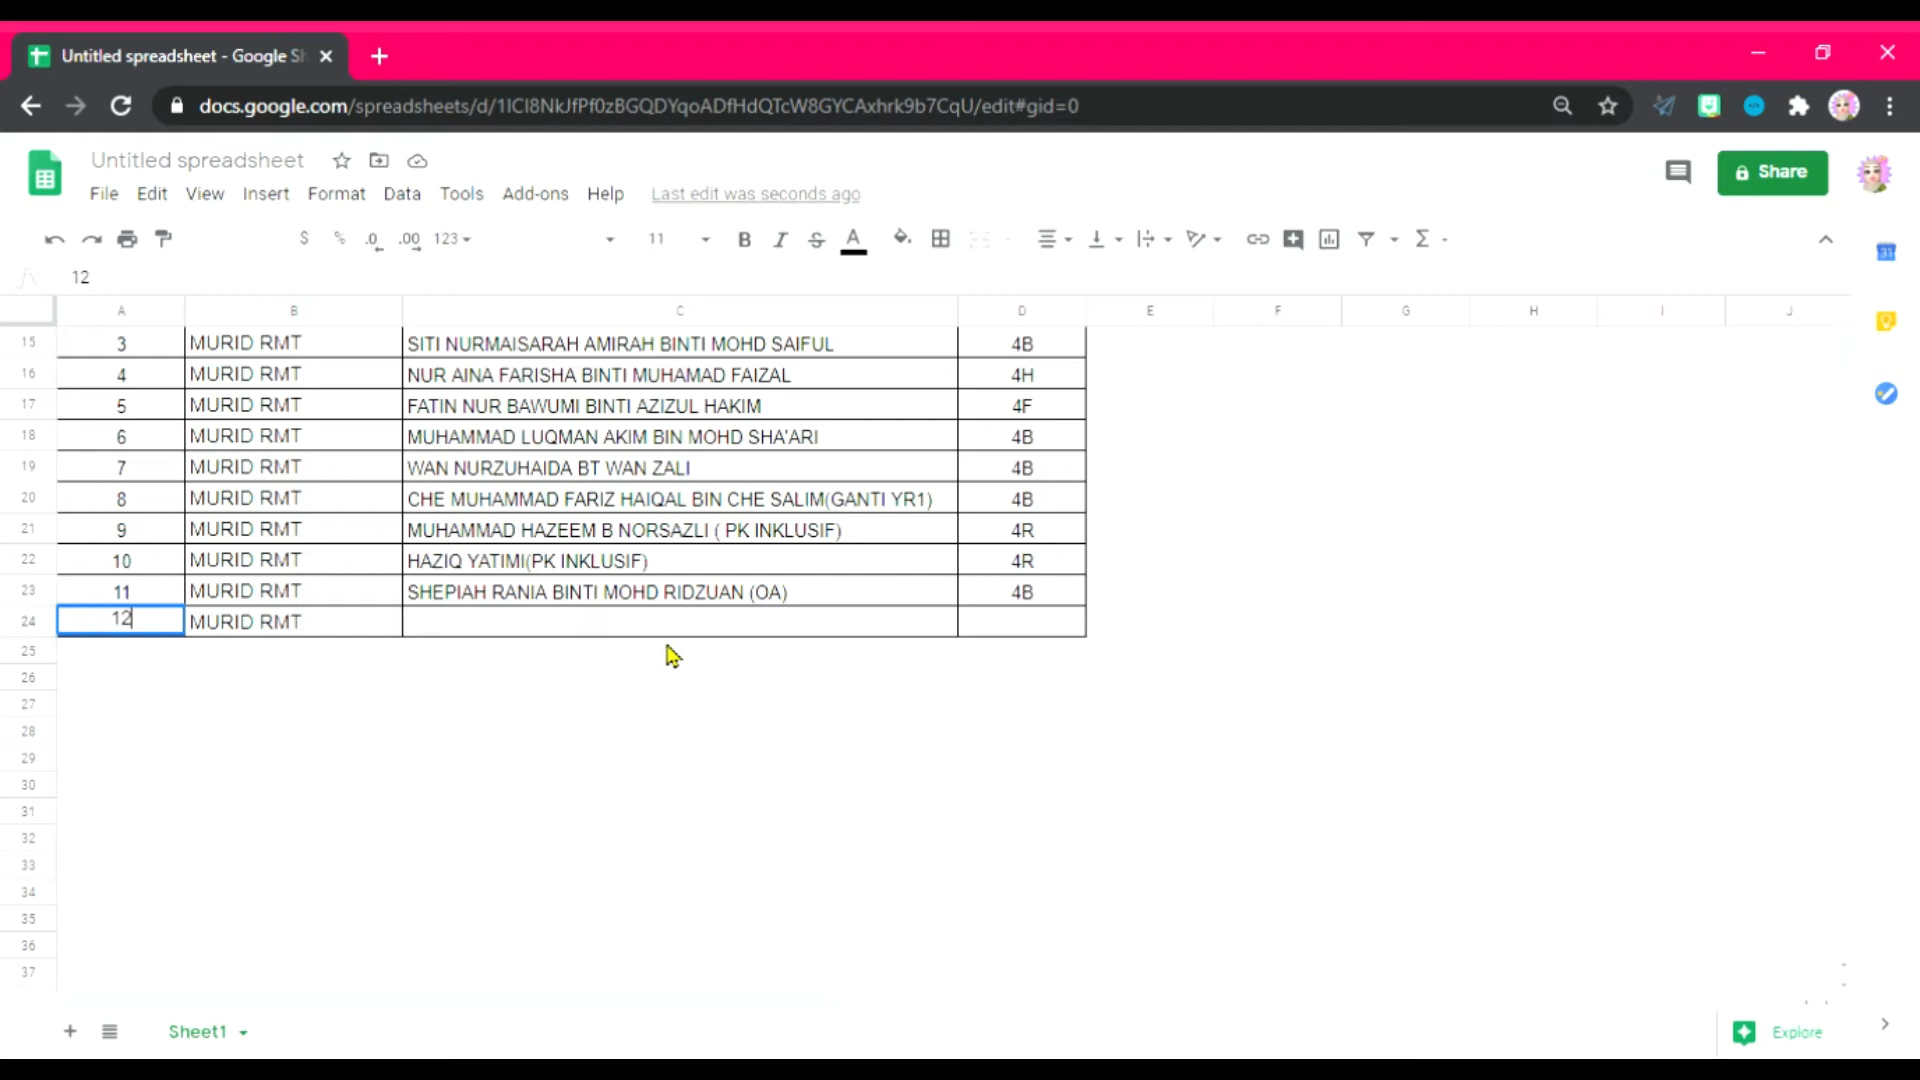 Untitled spreadsheet - Google Sh
docs.google.com/spreadsheets/d/1lCI8NkJfPf0zBGQDYqoADfHdQTcW8GYCAxhrk9b7CqU/edit#gid=0
Untitled spreadsheet
Share
File Edit View Insert Format Data Tools Add-ons Help Last edit was seconds ago
$ % .0 .00 123 11 B I S A Σ
fx 12
A B C D E F G H I J
15 3 MURID RMT SITI NURMAISARAH AMIRAH BINTI MOHD SAIFUL 4B
16 4 MURID RMT NUR AINA FARISHA BINTI MUHAMAD FAIZAL 4H
17 5 MURID RMT FATIN NUR BAWUMI BINTI AZIZUL HAKIM 4F
18 6 MURID RMT MUHAMMAD LUQMAN AKIM BIN MOHD SHA'ARI 4B
19 7 MURID RMT WAN NURZUHAIDA BT WAN ZALI 4B
20 8 MURID RMT CHE MUHAMMAD FARIZ HAIQAL BIN CHE SALIM(GANTI YR1) 4B
21 9 MURID RMT MUHAMMAD HAZEEM B NORSAZLI ( PK INKLUSIF) 4R
22 10 MURID RMT HAZIQ YATIMI(PK INKLUSIF) 4R
23 11 MURID RMT SHEPIAH RANIA BINTI MOHD RIDZUAN (OA) 4B
24 12 MURID RMT
25
26
27
28
29
30
31
32
33
34
35
36
37
31
Sheet1
Explore